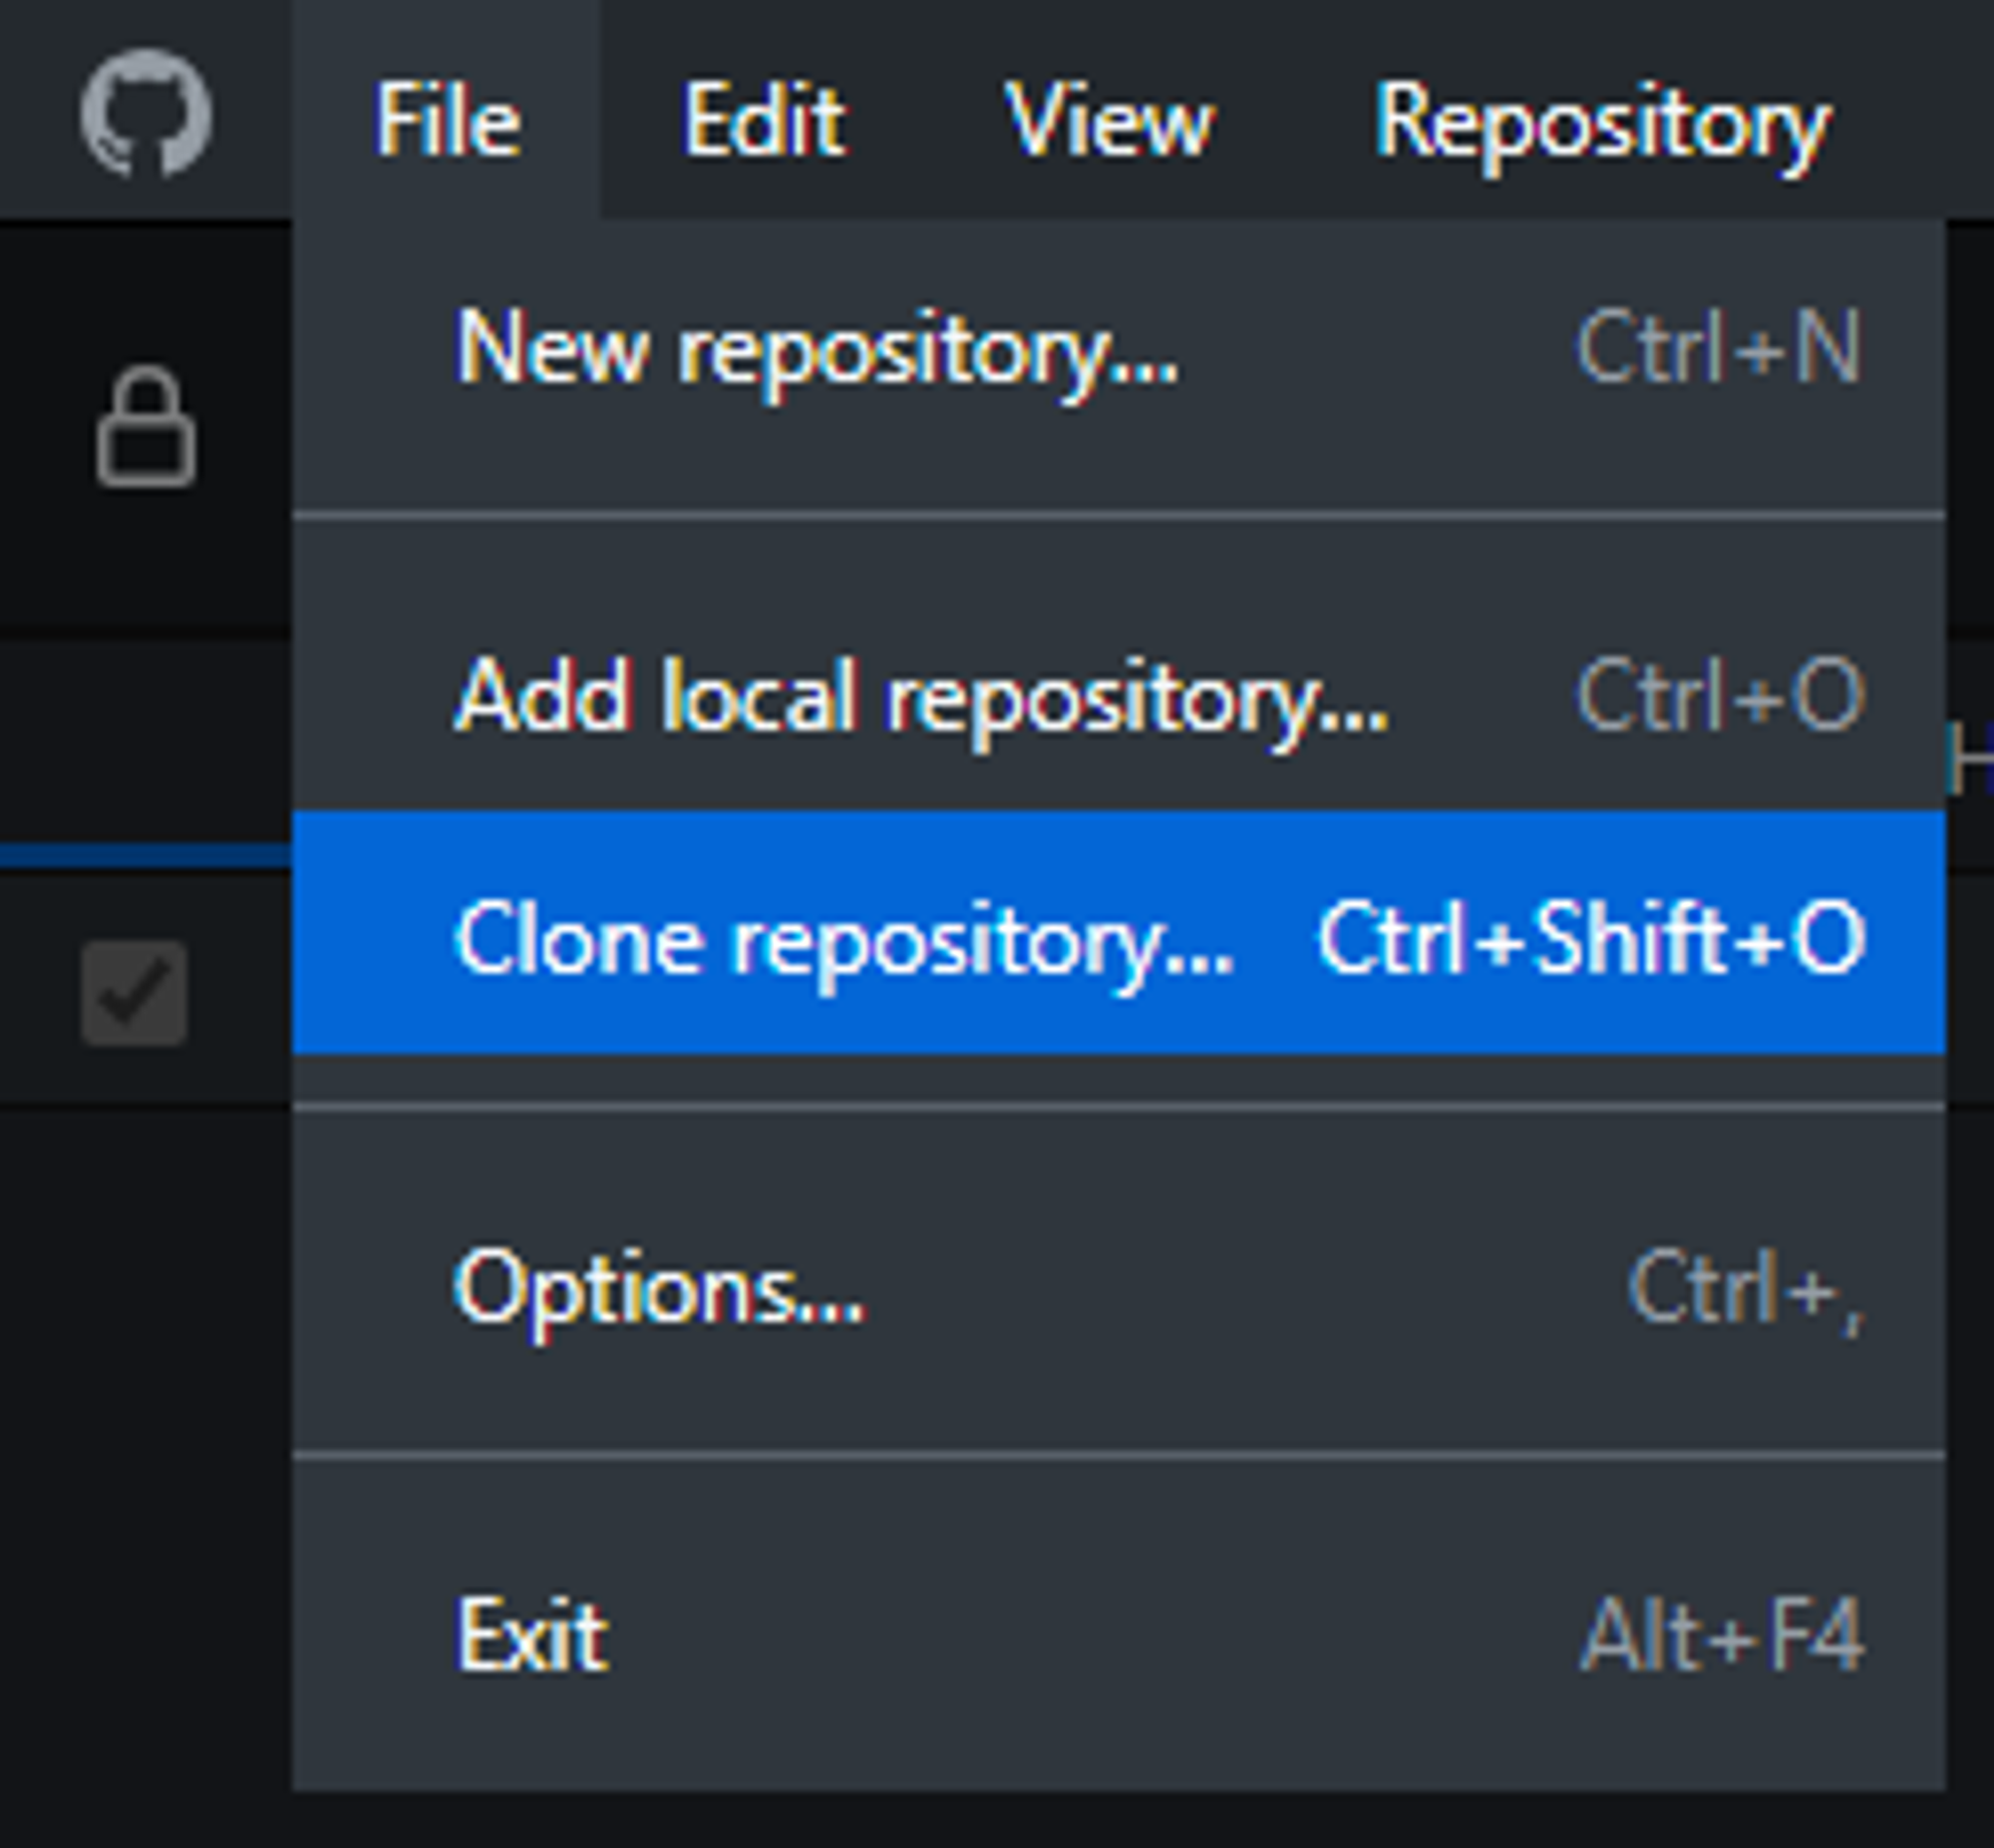 File Edit View Repository
New repository... Ctrl+N
Add local repository... Ctrl+O
Clone repository... Ctrl+Shift+O
Options... Ctrl+,
Exit Alt+F4